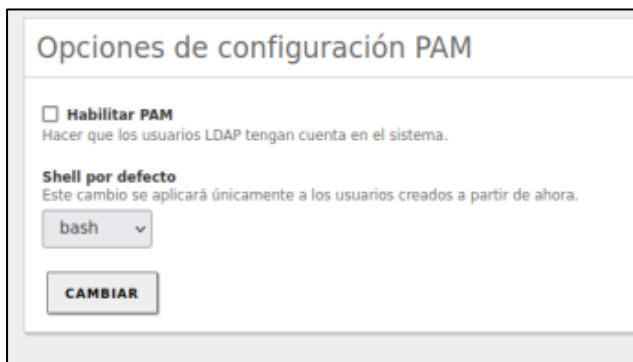 Opciones de configuración PAM
Habilitar PAM
Hacer que los usuarios LDAP tengan cuenta en el sistema.
Shell por defecto
Este cambio se aplicará únicamente a los usuarios creados a partir de ahora.
bash
CAMBIAR